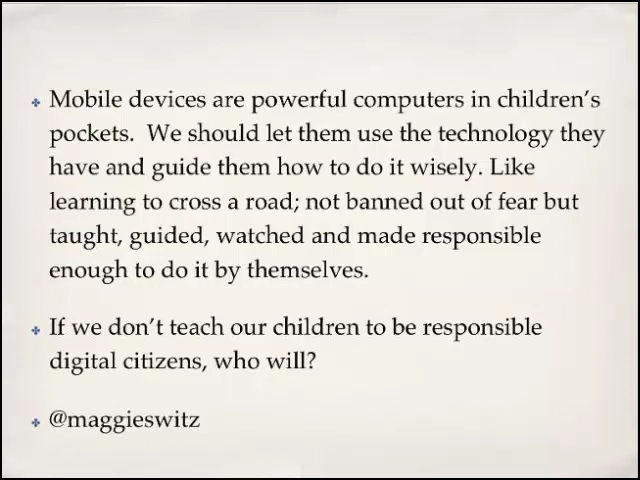 Mobile devices are powerful computers in children's
pockets.  We should let them use the technology they
have and guide them how to do it wisely. Like
learning to cross a road; not banned out of fear but
taught, guided, watched and made responsible
enough to do it by themselves.
If we don't teach our children to be responsible
digital citizens, who will?
@maggieswitz